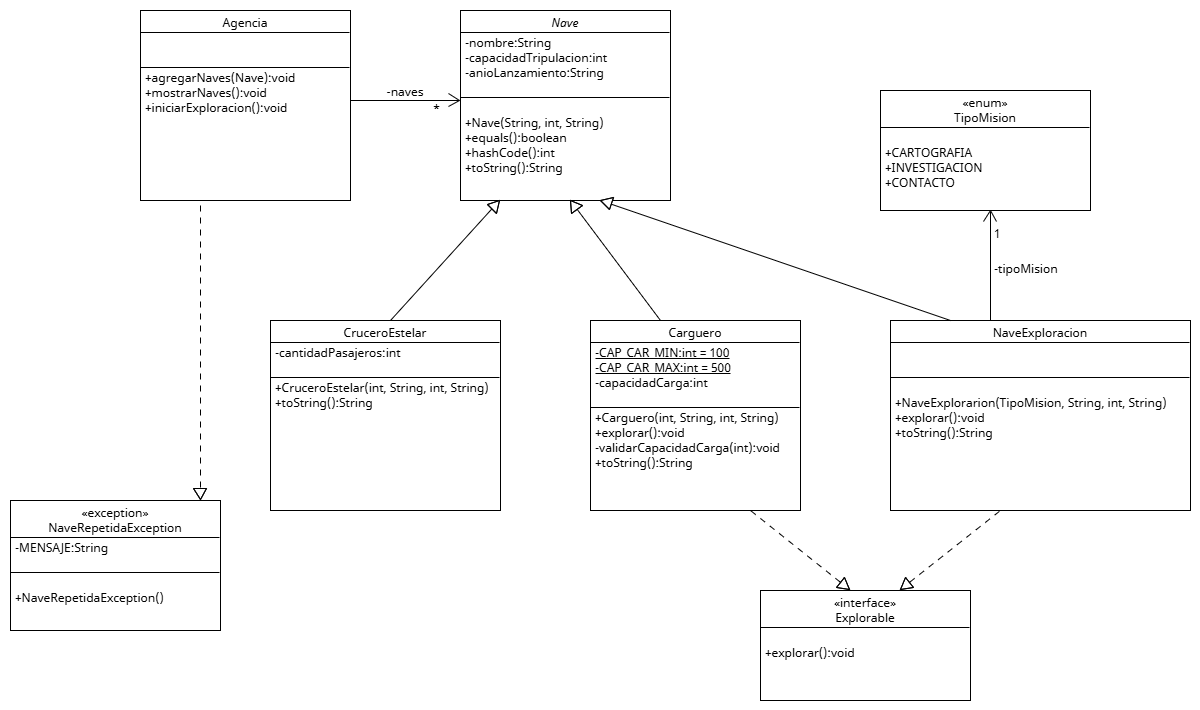 Agencia
+agregarNaves(Nave):void
+mostrarNaves():void
+iniciarExploracion():void
-naves
*
Nave
-nombre:String
-capacidadTripulacion:int
-anioLanzamiento:String
+Nave(String, int, String)
+equals():boolean
+hashCode():int
+toString():String
«enum»
TipoMision
+CARTOGRAFIA
+INVESTIGACION
+CONTACTO
1
-tipoMision
CruceroEstelar
-cantidadPasajeros:int
+CruceroEstelar(int, String, int, String)
+toString():String
Carguero
-CAP_CAR_MIN:int = 100
-CAP_CAR_MAX:int = 500
-capacidadCarga:int
+Carguero(int, String, int, String)
+explorar():void
-validarCapacidadCarga(int):void
+toString():String
NaveExploracion
+NaveExplorarion(TipoMision, String, int, String)
+explorar():void
+toString():String
«exception»
NaveRepetidaException
-MENSAJE:String
+NaveRepetidaException()
«interface»
Explorable
+explorar():void